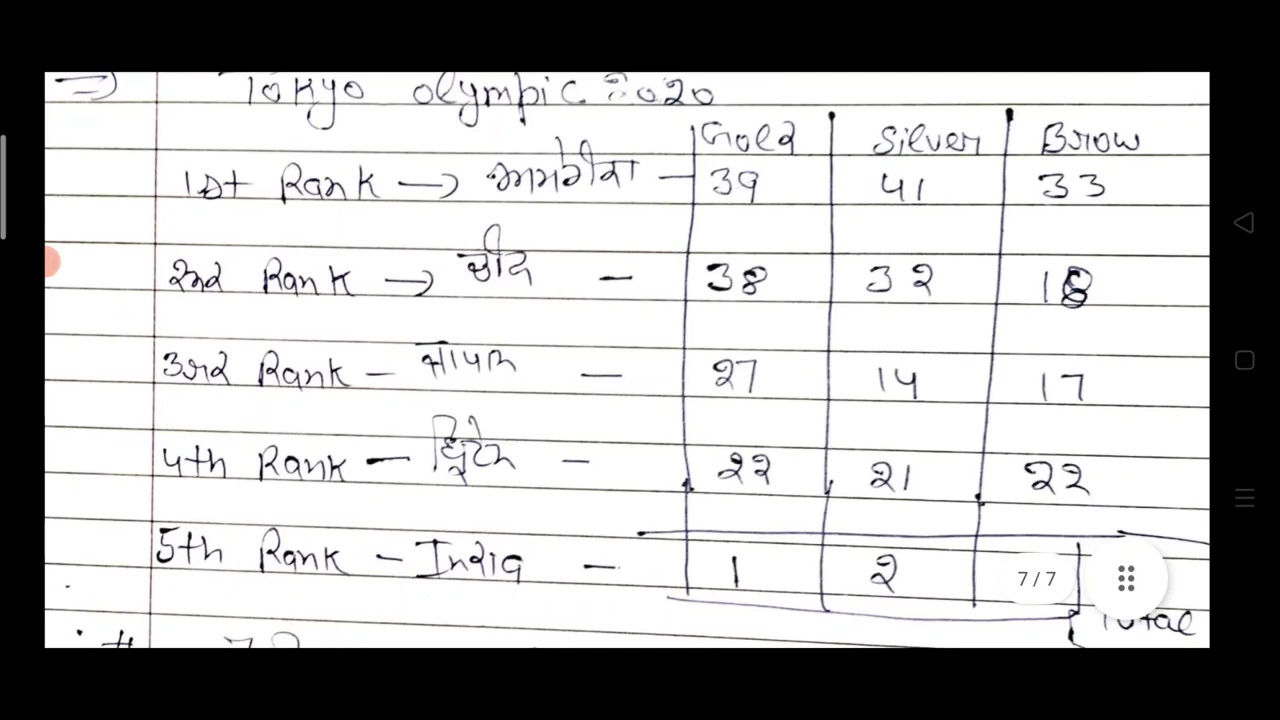 ⇒ Tokyo olympic : 2020
Gold Silver Brow
1st Rank → अमेरीका — 39 41 33
2nd Rank → चीन — 38 32 18
3rd Rank — जापान — 27 14 17
4th Rank — ब्रिटेन — 22 21 22
5th Rank — India — 1 2
7/7
Total